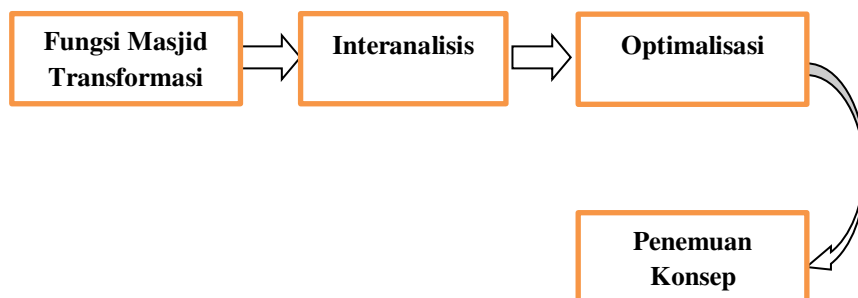 Fungsi Masjid
Transformasi
Interanalisis
Optimalisasi
Penemuan
Konsep